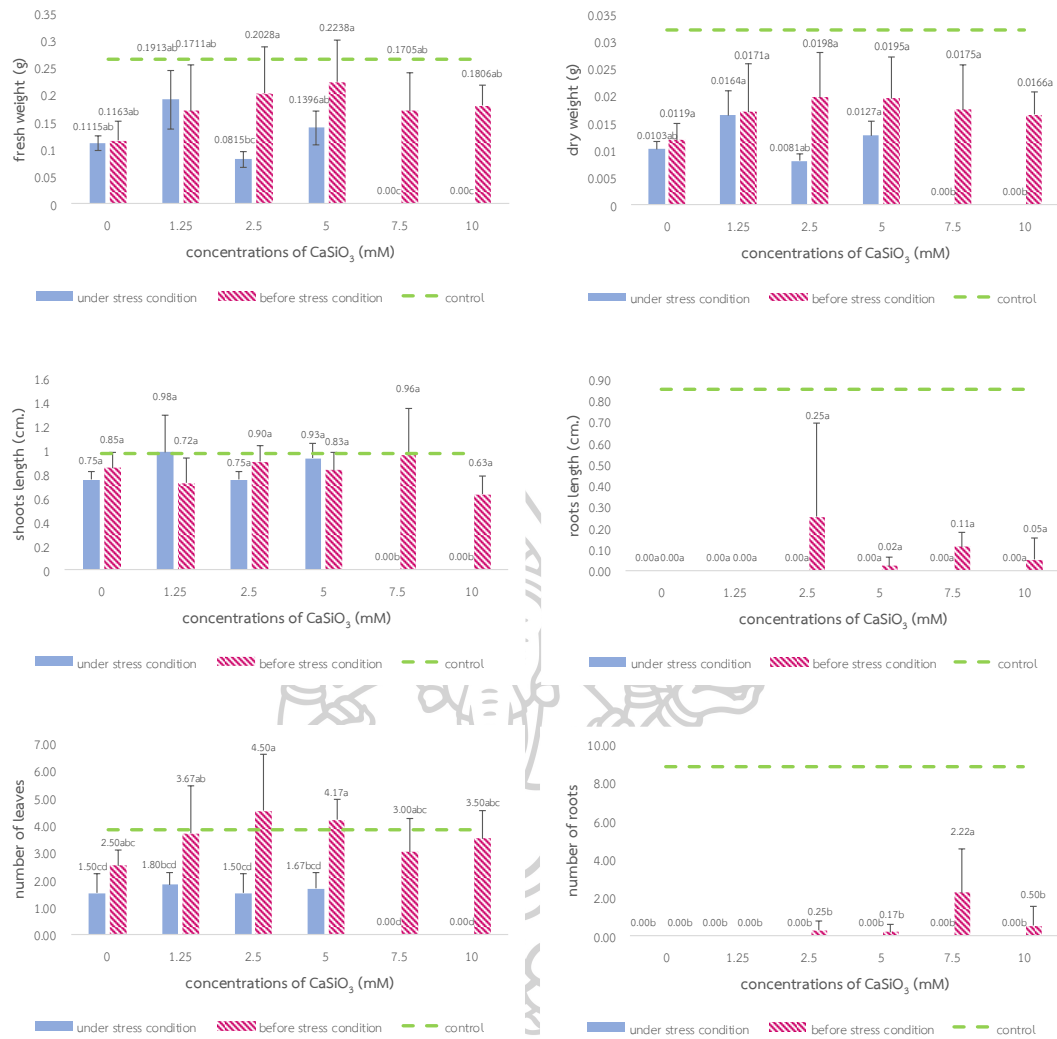 0.35
0.3
0.25
0.2
0.15
0.1
0.05
0
fresh weight (g)
0.1115ab
0.1163ab
0.1913ab
0.1711ab
0.0815bc
0.2028a
0.1396ab
0.2238a
0.00c
0.1705ab
0.00c
0.1806ab
0 1.25 2.5 5 7.5 10
concentrations of CaSiO3 (mM)
under stress condition before stress condition control
0.035
0.03
0.025
0.02
0.015
0.01
0.005
0
dry weight (g)
0.0103ab
0.0119a
0.0164a
0.0171a
0.0081ab
0.0198a
0.0127a
0.0195a
0.00b
0.0175a
0.00b
0.0166a
0 1.25 2.5 5 7.5 10
concentrations of CaSiO3 (mM)
under stress condition before stress condition control
1.6
1.4
1.2
1
0.8
0.6
0.4
0.2
0
shoots length (cm.)
0.75a
0.85a
0.98a
0.72a
0.75a
0.90a
0.93a
0.83a
0.00b
0.96a
0.00b
0.63a
0 1.25 2.5 5 7.5 10
concentrations of CaSiO3 (mM)
under stress condition before stress condition control
0.90
0.80
0.70
0.60
0.50
0.40
0.30
0.20
0.10
0.00
roots length (cm.)
0.00a
0.00a
0.00a
0.00a
0.00a
0.25a
0.00a
0.02a
0.00a
0.11a
0.00a
0.05a
0 1.25 2.5 5 7.5 10
concentrations of CaSiO3 (mM)
under stress condition before stress condition control
7.00
6.00
5.00
4.00
3.00
2.00
1.00
0.00
number of leaves
1.50cd
2.50abc
1.80bcd
3.67ab
1.50cd
4.50a
1.67bcd
4.17a
0.00d
3.00abc
0.00d
3.50abc
0 1.25 2.5 5 7.5 10
concentrations of CaSiO3 (mM)
under stress condition before stress condition control
10.00
8.00
6.00
4.00
2.00
0.00
number of roots
0.00b
0.00b
0.00b
0.00b
0.00b
0.25b
0.00b
0.17b
0.00b
2.22a
0.00b
0.50b
0 1.25 2.5 5 7.5 10
concentrations of CaSiO3 (mM)
under stress condition before stress condition control